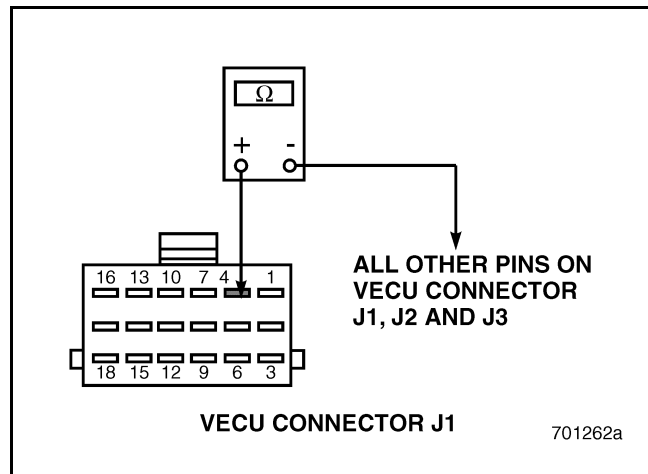 Ω
+ -
ALL OTHER PINS ON
VECU CONNECTOR
J1, J2 AND J3
16 13 10 7 4 1
18 15 12 9 6 3
VECU CONNECTOR J1
701262a